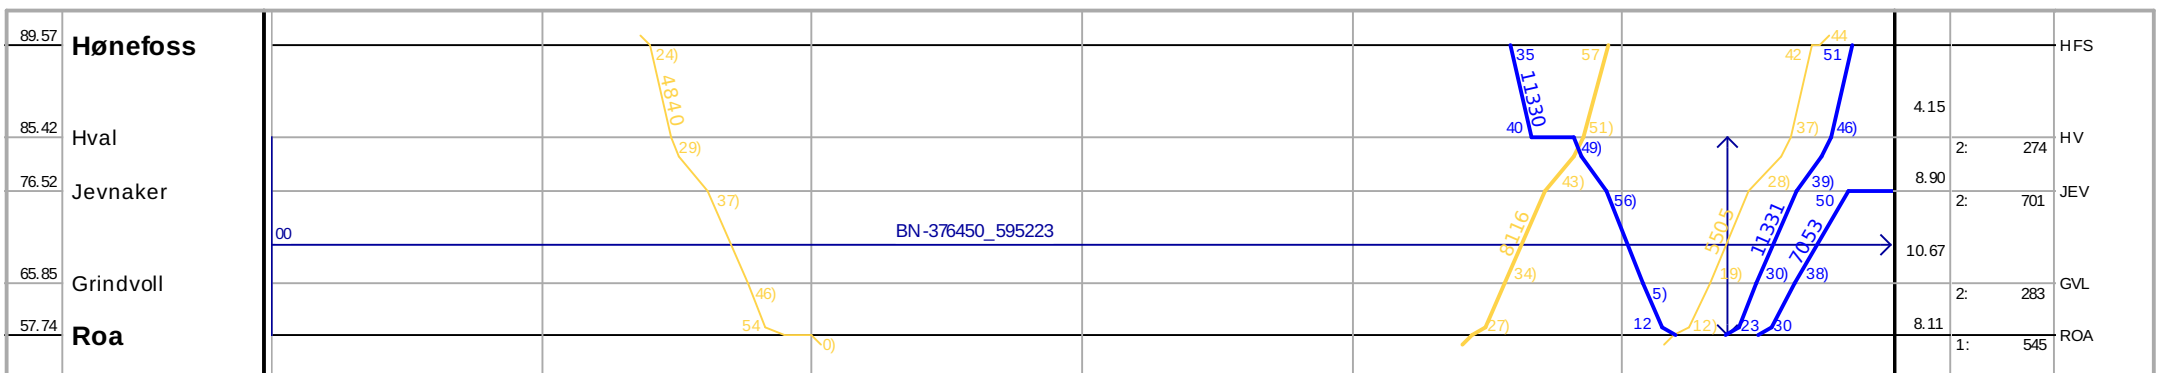 89.57 Hønefoss 24) 35 57 42 44 51 HFS
4840 11330 4.15
85.42 Hval 29) 40 51) 49) 37) 46) 2: 274 HV
76.52 Jevnaker 37) 43) 56) 28) 39) 50 8.90 2: 701 JEV
00 BN-376450_595223 8116 5505 11331 7053 10.67
65.85 Grindvoll 46) 34) 5) 19) 30) 38) 2: 283 GVL
57.74 Roa 54 0) 27) 12 12) 23 30 8.11 1: 545 ROA